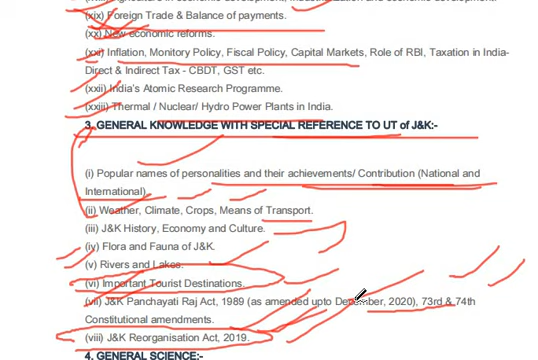 (xix) Foreign Trade & Balance of payments.
(xx) New economic reforms.
(xxi) Inflation, Monitory Policy, Fiscal Policy, Capital Markets, Role of RBI, Taxation in India-
Direct & Indirect Tax - CBDT, GST etc.
(xxii) India's Atomic Research Programme.
(xxiii) Thermal / Nuclear/ Hydro Power Plants in India.
3. GENERAL KNOWLEDGE WITH SPECIAL REFERENCE TO UT of J&K:-
(i) Popular names of personalities and their achievements/ Contribution (National and
International)
(ii) Weather, Climate, Crops, Means of Transport.
(iii) J&K History, Economy and Culture.
(iv) Flora and Fauna of J&K.
(v) Rivers and Lakes.
(vi) Important Tourist Destinations.
(vii) J&K Panchayati Raj Act, 1989 (as amended upto December, 2020), 73rd & 74th
Constitutional amendments.
(viii) J&K Reorganisation Act, 2019.
4. GENERAL SCIENCE:-